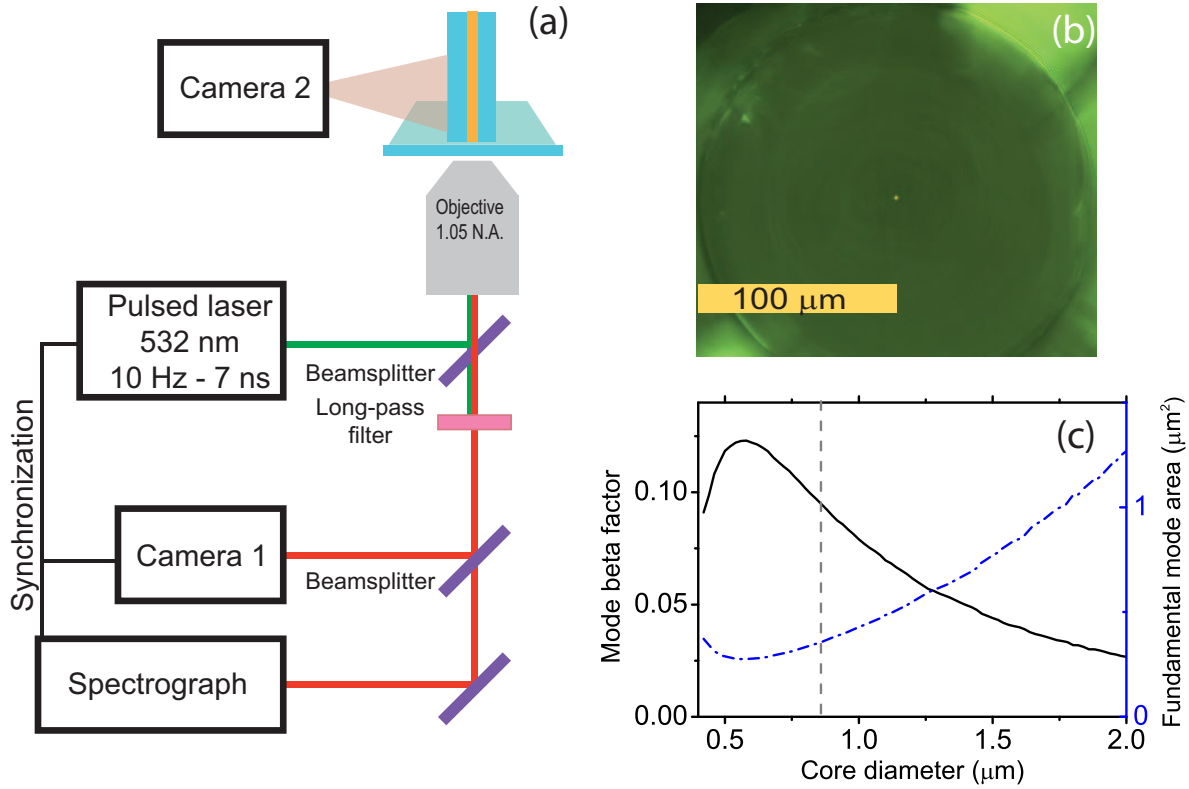 (a)
Camera 2
Objective
1.05 N.A.
Pulsed laser
532 nm
10 Hz - 7 ns
Beamsplitter
Long-pass
filter
Synchronization
Camera 1
Beamsplitter
Spectrograph
(b)
100 μm
(c)
Mode beta factor
0.10
0.05
0.00
0.5 1.0 1.5 2.0
Core diameter (μm)
1
0
Fundamental mode area (μm²)